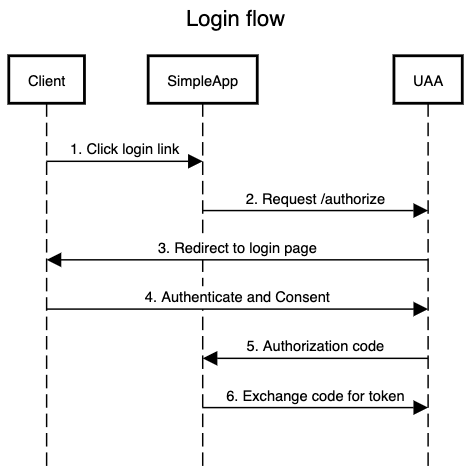 Login flow
Client
SimpleApp
UAA
1. Click login link
2. Request /authorize
3. Redirect to login page
4. Authenticate and Consent
5. Authorization code
6. Exchange code for token